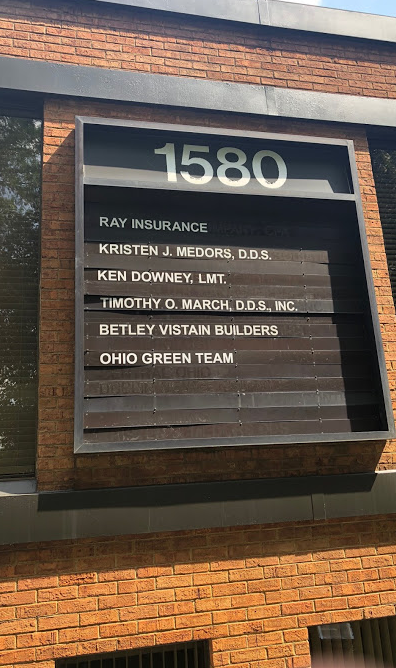 1580
RAY INSURANCE
KRISTEN J. MEDORS, D.D.S.
KEN DOWNEY, LMT.
TIMOTHY O. MARCH, D.D.S., INC.
BETLEY VISTAIN BUILDERS
OHIO GREEN TEAM